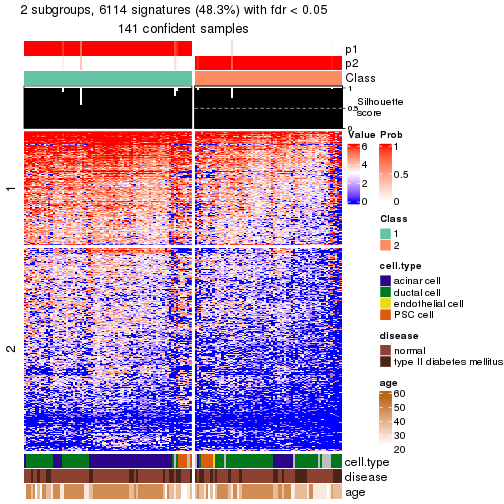 2 subgroups, 6114 signatures (48.3%) with fdr < 0.05
141 confident samples
p1
p2
Class
1
0.5
0
Silhouette
score
Value
6
4
2
0
Prob
1
0.5
0
1
2
Class
1
2
cell.type
acinar cell
ductal cell
endothelial cell
PSC cell
disease
normal
type II diabetes mellitus
age
60
50
40
30
20
cell.type
disease
age